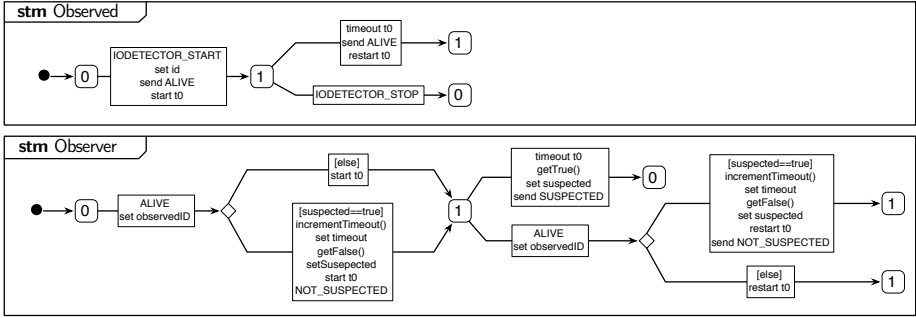 stm Observed
0
IODETECTOR_START
set id
send ALIVE
start t0
1
timeout t0
send ALIVE
restart t0
1
IODETECTOR_STOP
0
stm Observer
0
ALIVE
set observedID
[else]
start t0
[suspected==true]
incrementTimeout()
set timeout
getFalse()
setSusepected
start t0
NOT_SUSPECTED
1
timeout t0
getTrue()
set suspected
send SUSPECTED
0
ALIVE
set observedID
[suspected==true]
incrementTimeout()
set timeout
getFalse()
set suspected
restart t0
send NOT_SUSPECTED
1
[else]
restart t0
1